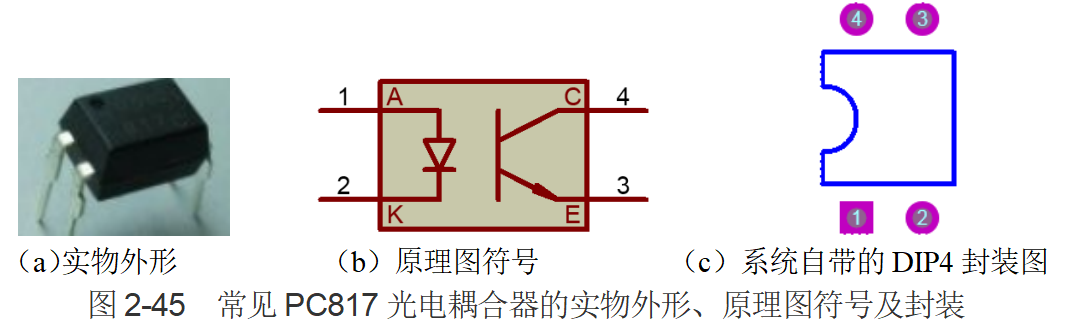 4 3
1 A C 4
2 K E 3
1 2
（a）实物外形 （b）原理图符号 （c）系统自带的 DIP4 封装图
图 2-45 常见 PC817 光电耦合器的实物外形、原理图符号及封装